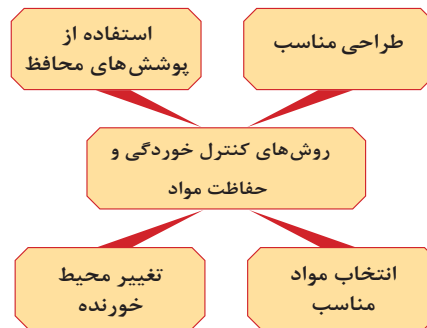 طراحی مناسب
استفاده از
پوشش‌های محافظ
روش‌های کنترل خوردگی و
حفاظت مواد
انتخاب مواد
مناسب
تغییر محیط
خورنده